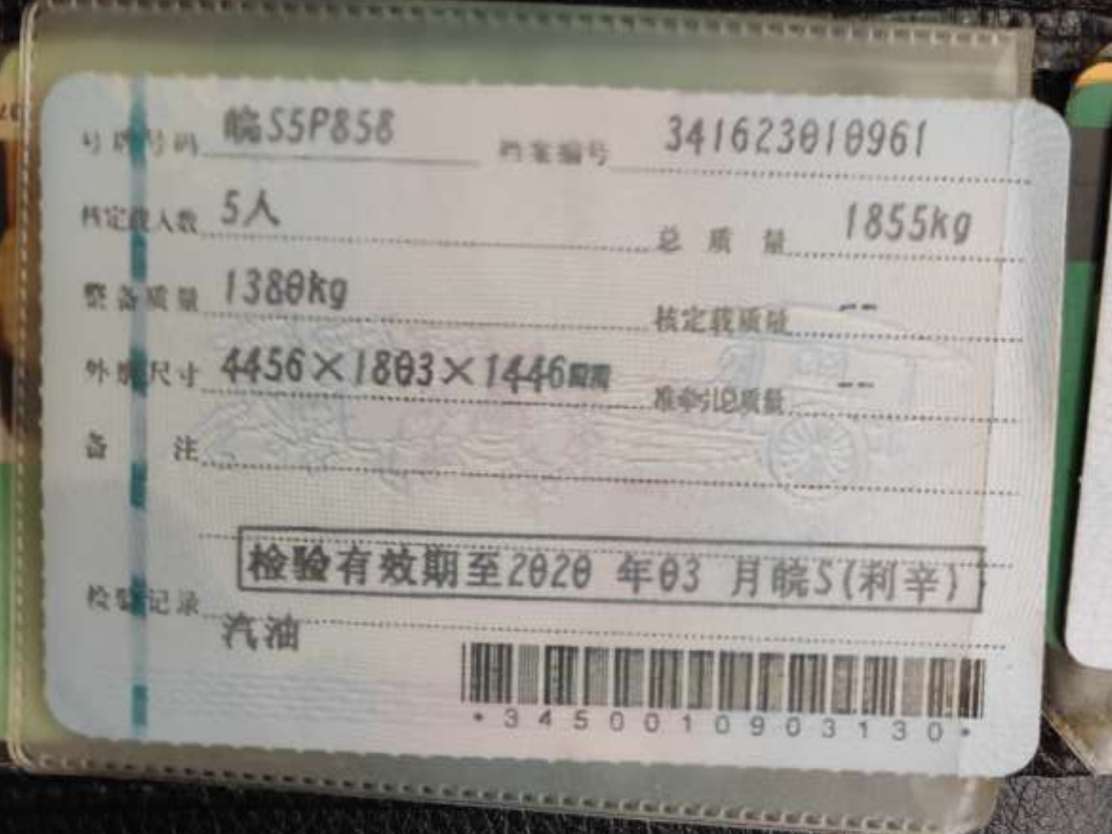 号牌号码 皖S5P858 档案编号 341623010961
核定载人数 5人 总质量 1855kg
整备质量 1380kg 核定载质量 --
外廓尺寸 4456×1803×1446mm 准牵引总质量 --
备注
检验有效期至2020 年03 月皖S(利辛)
检验记录
汽油
*3450010903130*